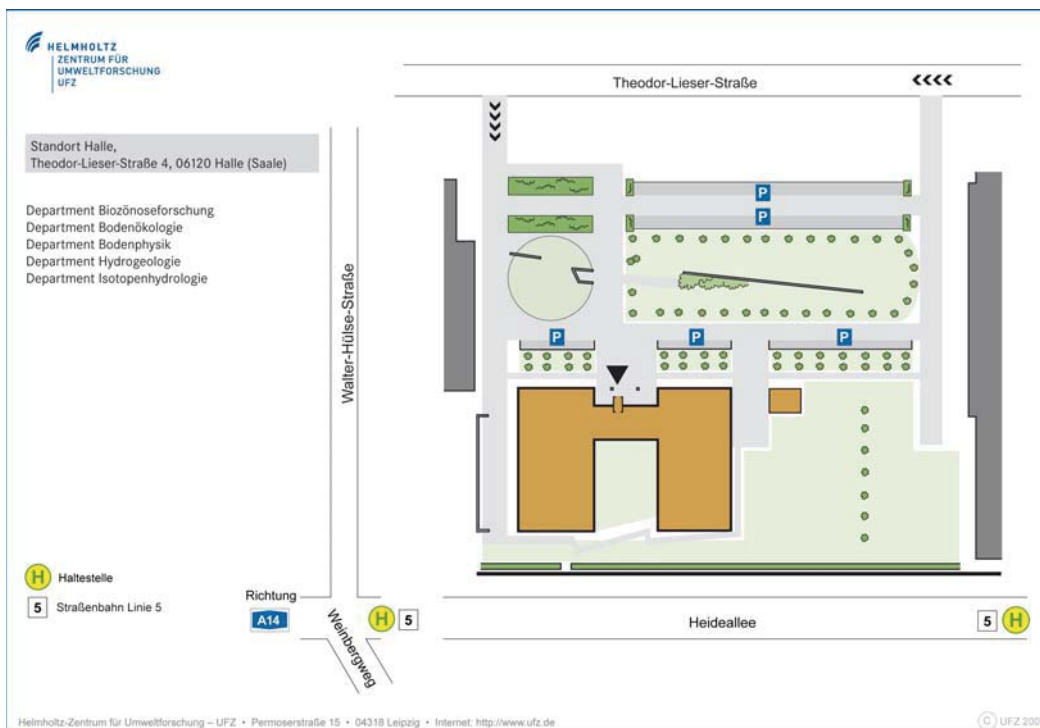 HELMHOLTZ
ZENTRUM FÜR
UMWELTFORSCHUNG
UFZ
Theodor-Lieser-Straße
Standort Halle,
Theodor-Lieser-Straße 4, 06120 Halle (Saale)
Department Biozönoseforschung
Department Bodenökologie
Department Bodenphysik
Department Hydrogeologie
Department Isotopenhydrologie
P
P
Walter-Hülse-Straße
P
P
P
H Haltestelle
5 Straßenbahn Linie 5
Richtung
A14
Weinbergweg
H 5
Heideallee
5 H
Helmholtz-Zentrum für Umweltforschung – UFZ • Permoserstraße 15 • 04318 Leipzig • Internet: http://www.ufz.de
© UFZ 200